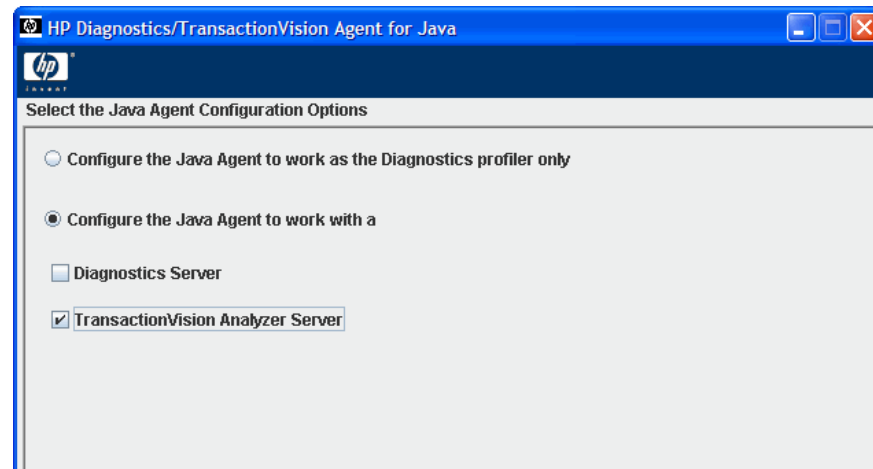 HP Diagnostics/TransactionVision Agent for Java
hp
invent
Select the Java Agent Configuration Options
Configure the Java Agent to work as the Diagnostics profiler only
Configure the Java Agent to work with a
Diagnostics Server
TransactionVision Analyzer Server